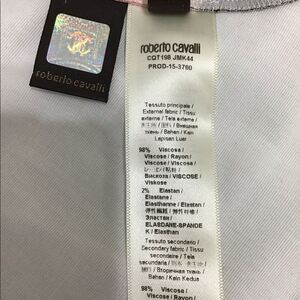 roberto cavalli
roberto cavalli
CQT198 JMK44
PROD-15-3760
Tessuto principale /
External fabric / Tissu
externe / Tela externa /
ткань / Bahan / Kain
Lapisan Luar
98% Viscosa /
Viscose / Rayon /
Viscose / Viscosa /
Вискоза / VISCOSE /
Viskose
2% Elastan /
Elastane /
Elasthanne / Elastan /
Эластан /
ELASDANE-SPANDE
K / Elasthan
Tessuto secondario /
Secondary fabric / Tissu
secondaire / Tela
secundaria /
Вторичная ткань /
Bahan / Kain Kedua
98% Viscosa /
Viscose / Rayon /